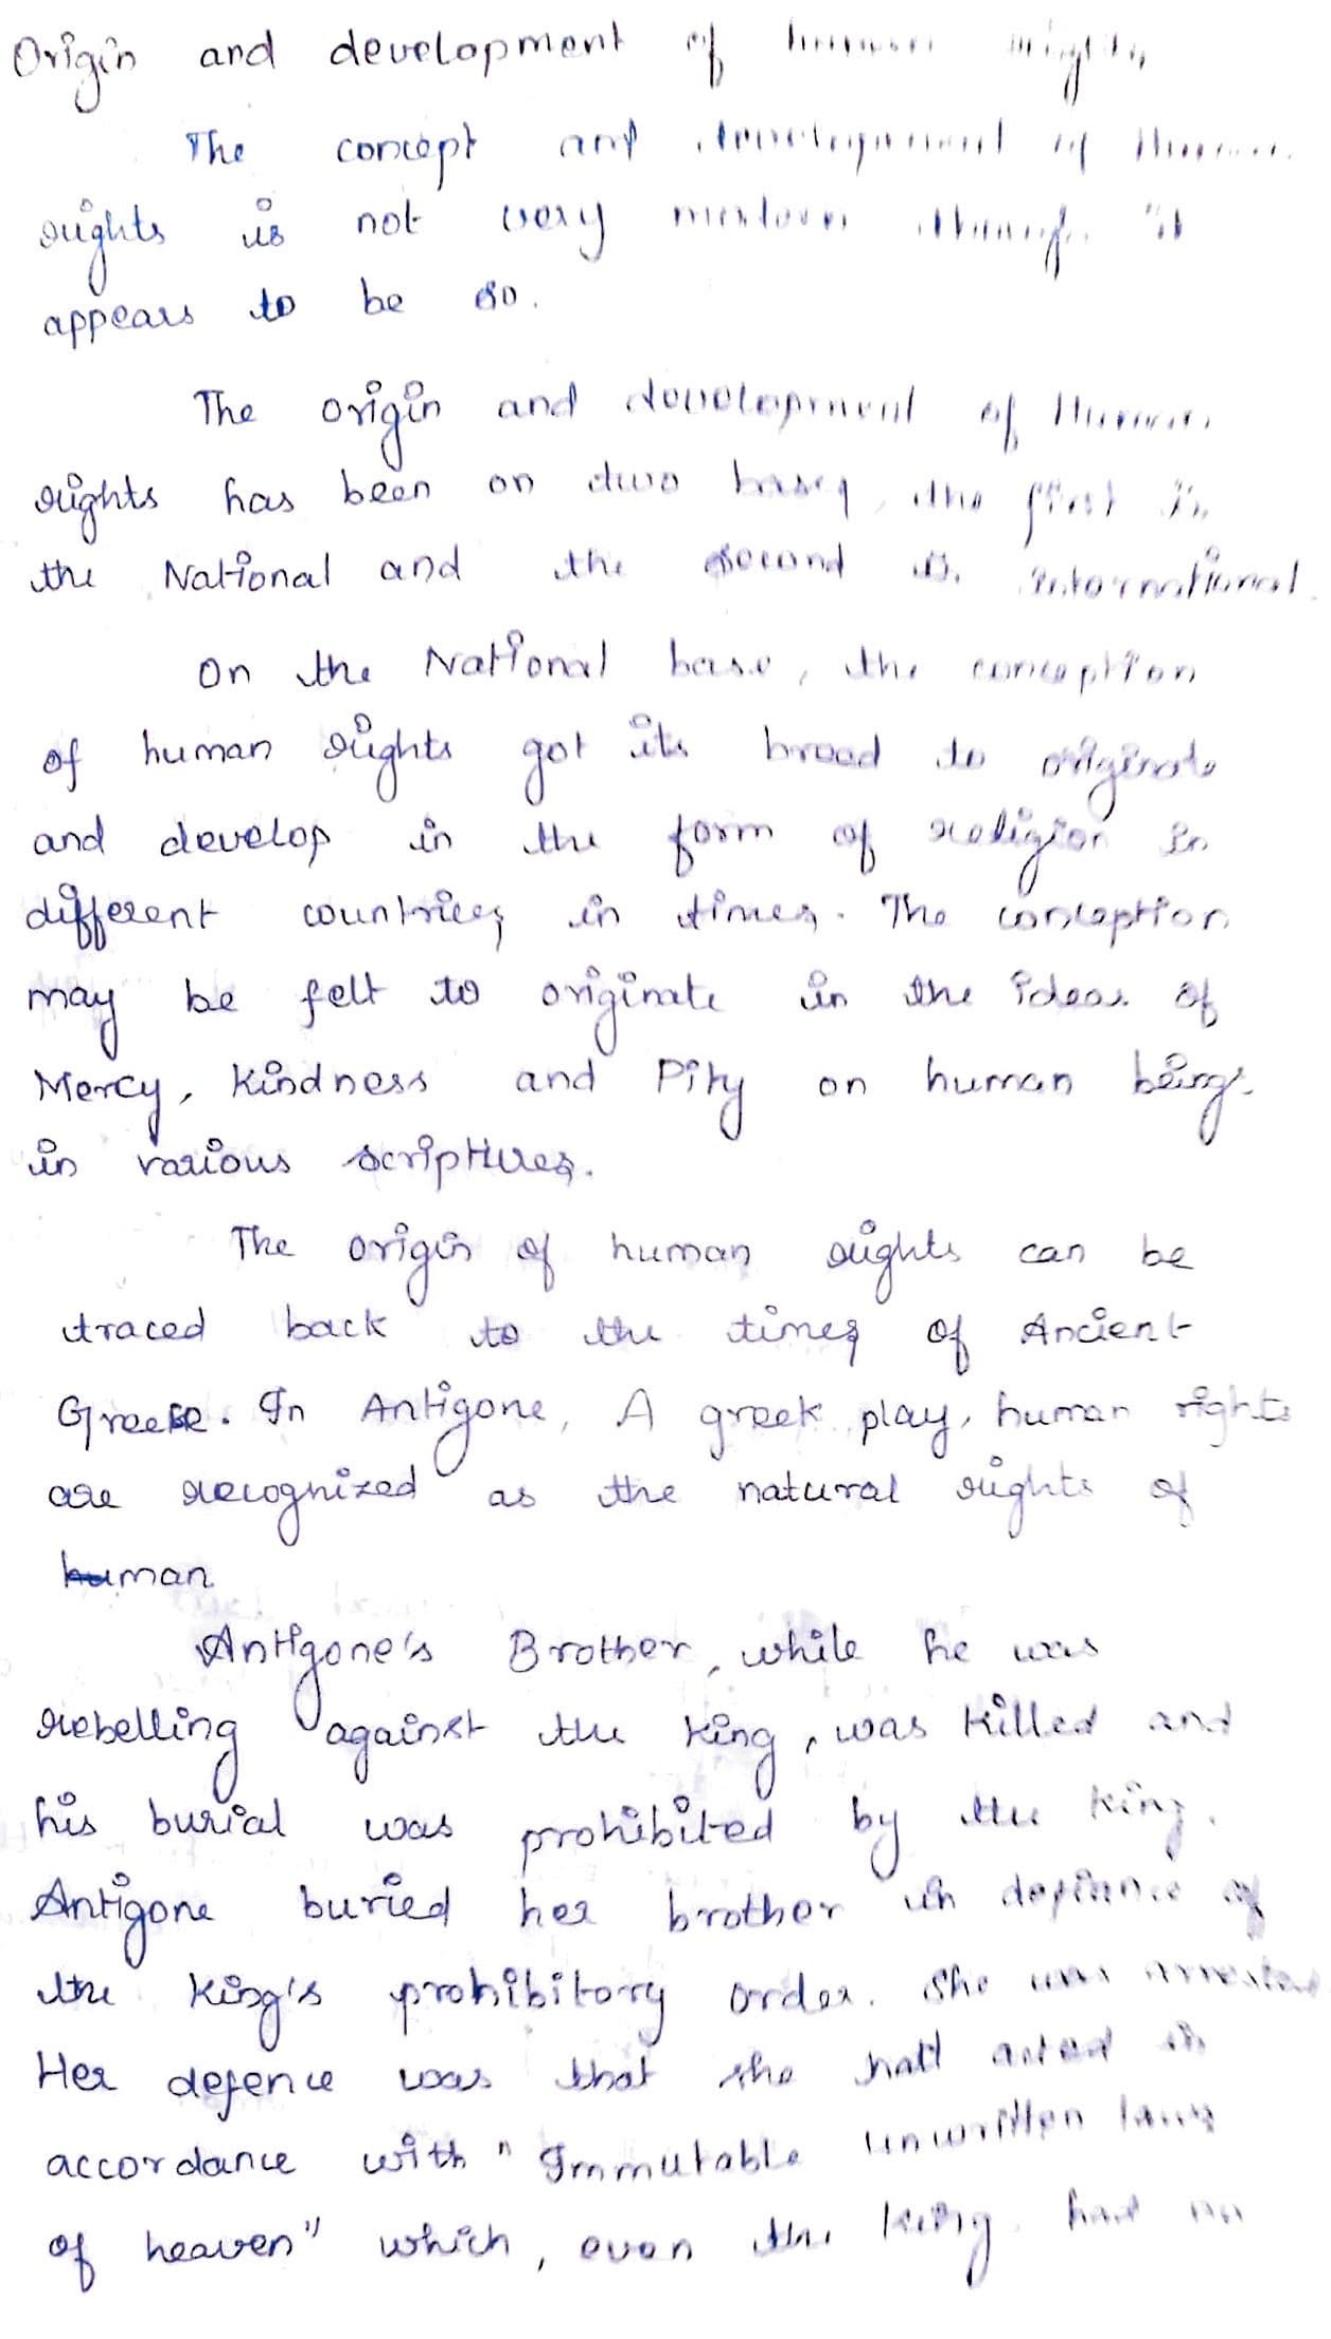 Origin and development of human rights
The concept and development of Human
rights is not very modern though it
appears to be so.
The origin and development of Human
rights has been on two bases, the first is
the National and the second is international.
On the National base, the conception
of human rights got its broad to originate
and develop in the form of religion in
different countries in times. The conception
may be felt to originate in the ideas of
Mercy, Kindness and Pity on human beings
in various scriptures.
The origin of human rights can be
traced back to the times of Ancient
Greece. In Antigone, A greek play, human rights
are recognized as the natural rights of
human
Antigone's Brother, while he was
rebelling against the king, was killed and
his burial was prohibited by the king.
Antigone buried her brother in defiance of
the king's prohibitory order. She was arrested
Her defence was that she had acted in
accordance with "Immutable unwritten laws
of heaven" which, even the king had no